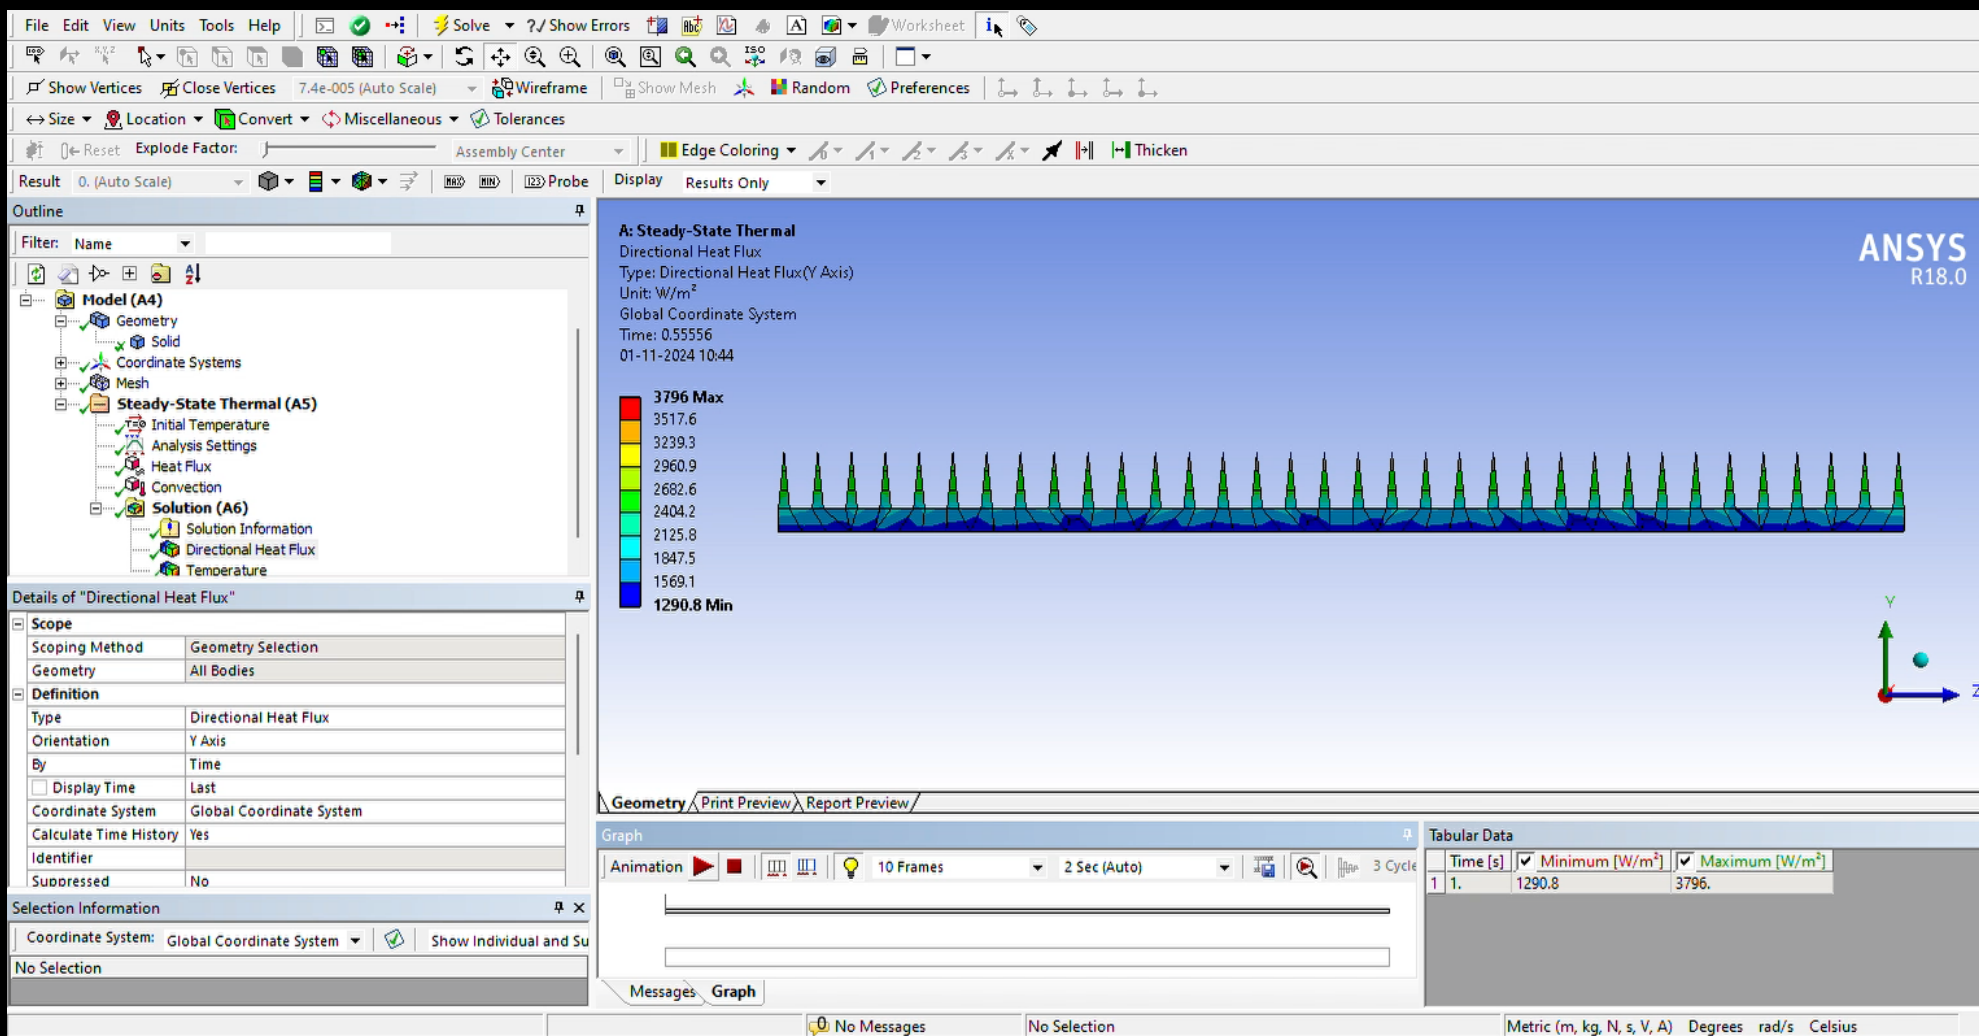 File Edit View Units Tools Help Solve ?/ Show Errors Worksheet
Show Vertices Close Vertices 7.4e-005 (Auto Scale) Wireframe Show Mesh Random Preferences
Size Location Convert Miscellaneous Tolerances
Reset Explode Factor: Assembly Center Edge Coloring Thicken
Result 0. (Auto Scale) MAX MIN 123 Probe Display Results Only
Outline
Filter: Name
Model (A4)
Geometry
Solid
Coordinate Systems
Mesh
Steady-State Thermal (A5)
Initial Temperature
Analysis Settings
Heat Flux
Convection
Solution (A6)
Solution Information
Directional Heat Flux
Temperature
Details of "Directional Heat Flux"
Scope
Scoping Method Geometry Selection
Geometry All Bodies
Definition
Type Directional Heat Flux
Orientation Y Axis
By Time
Display Time Last
Coordinate System Global Coordinate System
Calculate Time History Yes
Identifier
Suppressed No
Selection Information
Coordinate System: Global Coordinate System Show Individual and Su
No Selection
A: Steady-State Thermal
Directional Heat Flux
Type: Directional Heat Flux(Y Axis)
Unit: W/m²
Global Coordinate System
Time: 0.55556
01-11-2024 10:44
3796 Max
3517.6
3239.3
2960.9
2682.6
2404.2
2125.8
1847.5
1569.1
1290.8 Min
ANSYS
R18.0
Y
Z
Geometry Print Preview Report Preview
Graph
Animation 10 Frames 2 Sec (Auto) 3 Cycle
Messages Graph
Tabular Data
Time [s] Minimum [W/m²] Maximum [W/m²]
1 1. 1290.8 3796.
No Messages No Selection Metric (m, kg, N, s, V, A) Degrees rad/s Celsius